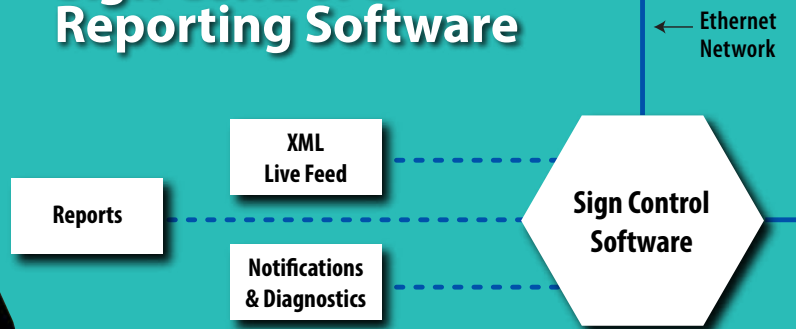 Reporting Software
Ethernet
Network
XML
Live Feed
Reports
Sign Control
Software
Notifications
& Diagnostics